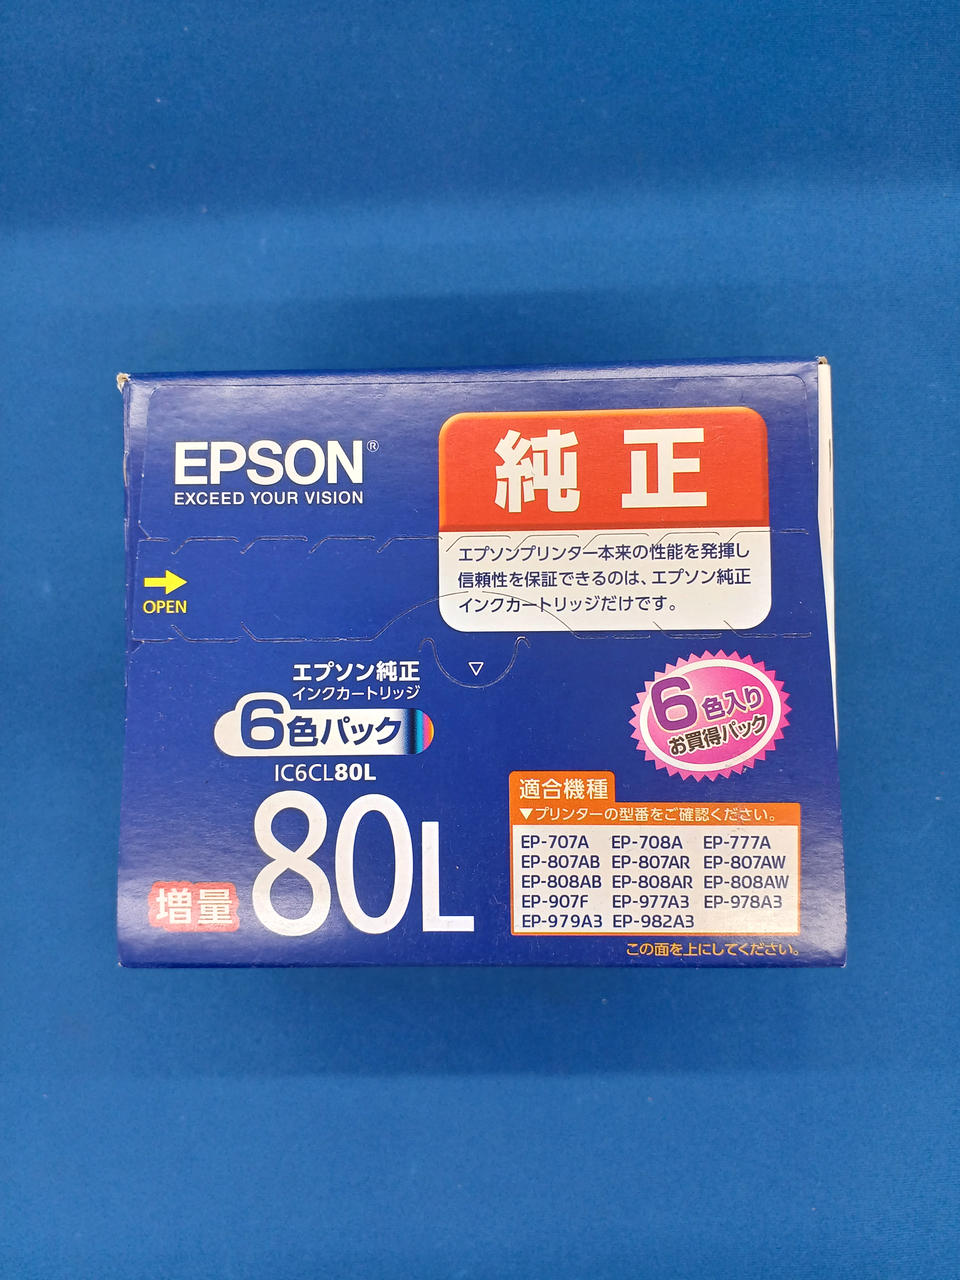 EPSON®
EXCEED YOUR VISION
純正
エプソンプリンター本来の性能を発揮し
信頼性を保証できるのは、エプソン純正
インクカートリッジだけです。
OPEN
エプソン純正
インクカートリッジ
6色パック
IC6CL80L
増量
80L
6色入り
お買得パック
適合機種
▼プリンターの型番をご確認ください。
EP-707A EP-708A EP-777A
EP-807AB EP-807AR EP-807AW
EP-808AB EP-808AR EP-808AW
EP-907F EP-977A3 EP-978A3
EP-979A3 EP-982A3
この面を上にしてください。